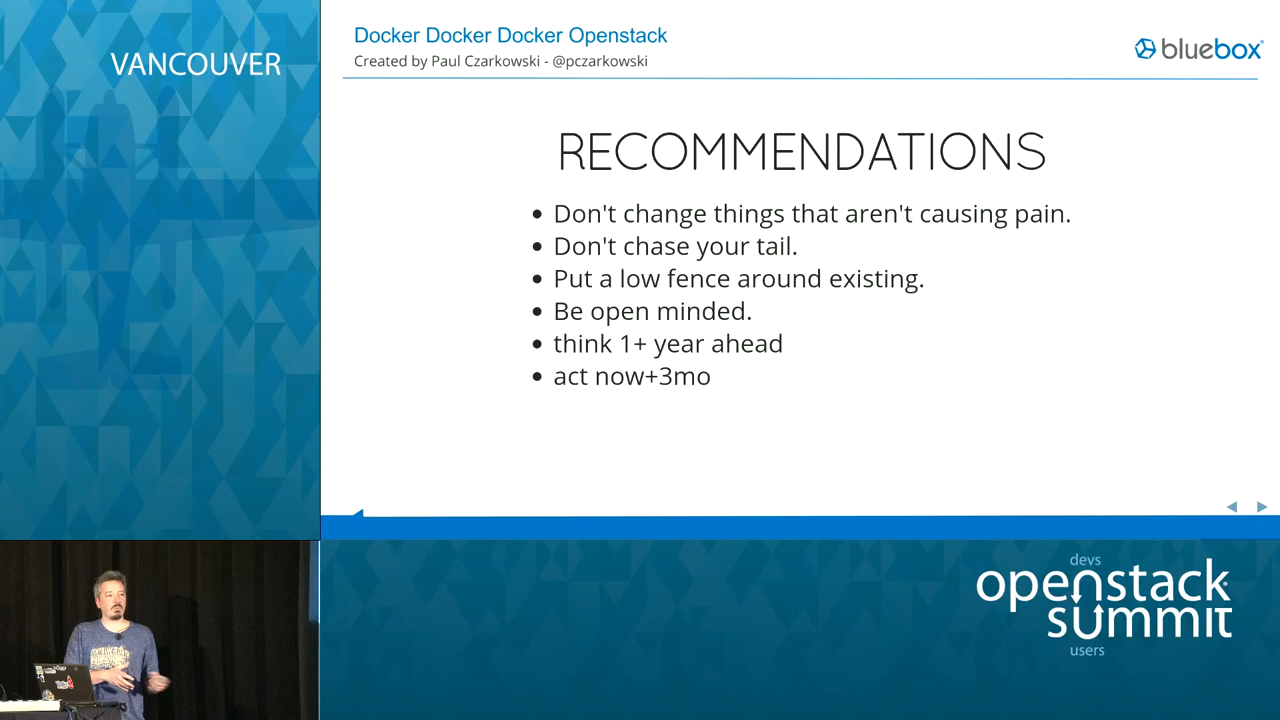 VANCOUVER
Docker Docker Docker Openstack
Created by Paul Czarkowski - @pczarkowski
bluebox
RECOMMENDATIONS
Don't change things that aren't causing pain.
Don't chase your tail.
Put a low fence around existing.
Be open minded.
think 1+ year ahead
act now+3mo
devs
openstack
summit
users